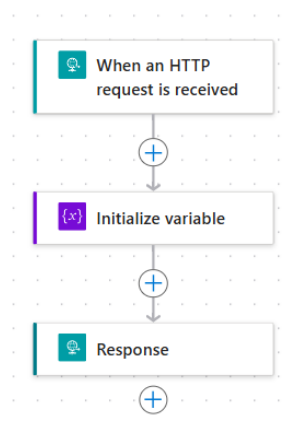 When an HTTP
request is received
{x} Initialize variable
Response